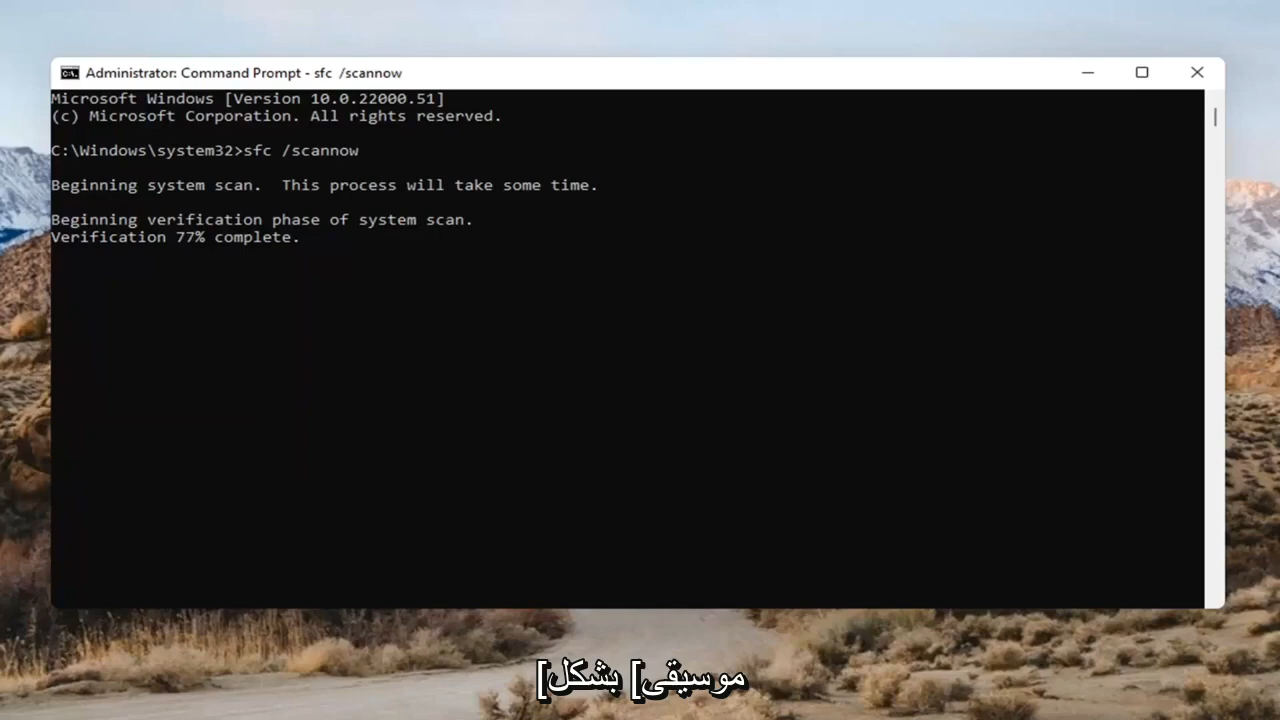 Administrator: Command Prompt - sfc /scannow
Microsoft Windows [Version 10.0.22000.51]
(c) Microsoft Corporation. All rights reserved.
C:\Windows\system32>sfc /scannow
Beginning system scan.  This process will take some time.
Beginning verification phase of system scan.
Verification 77% complete.
موسيقى] بشكل]